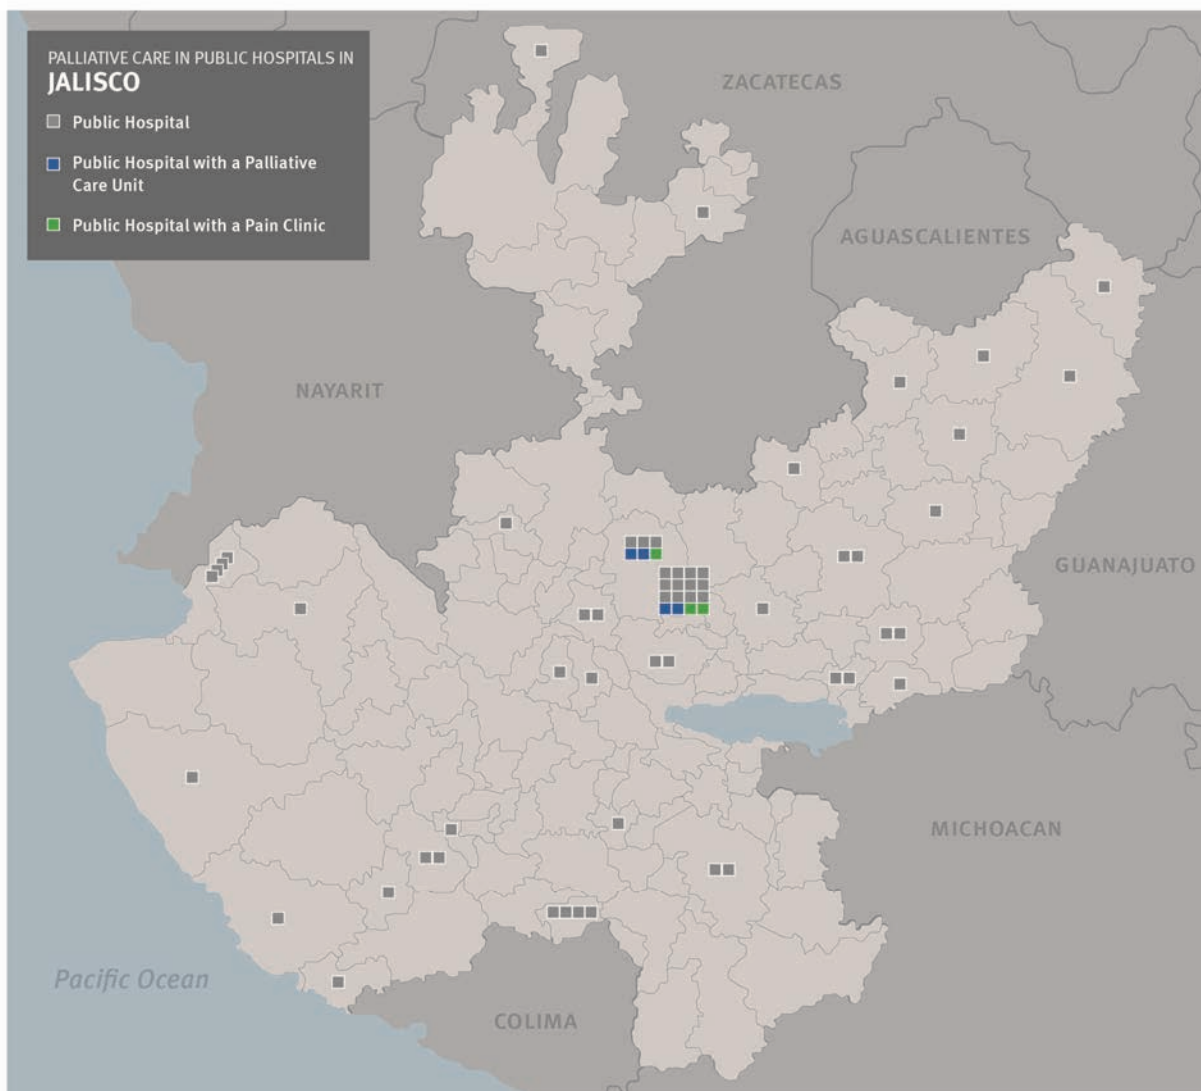 PALLIATIVE CARE IN PUBLIC HOSPITALS IN
JALISCO
Public Hospital
Public Hospital with a Palliative
Care Unit
Public Hospital with a Pain Clinic
ZACATECAS
AGUASCALIENTES
NAYARIT
GUANAJUATO
MICHOACAN
Pacific Ocean
COLIMA